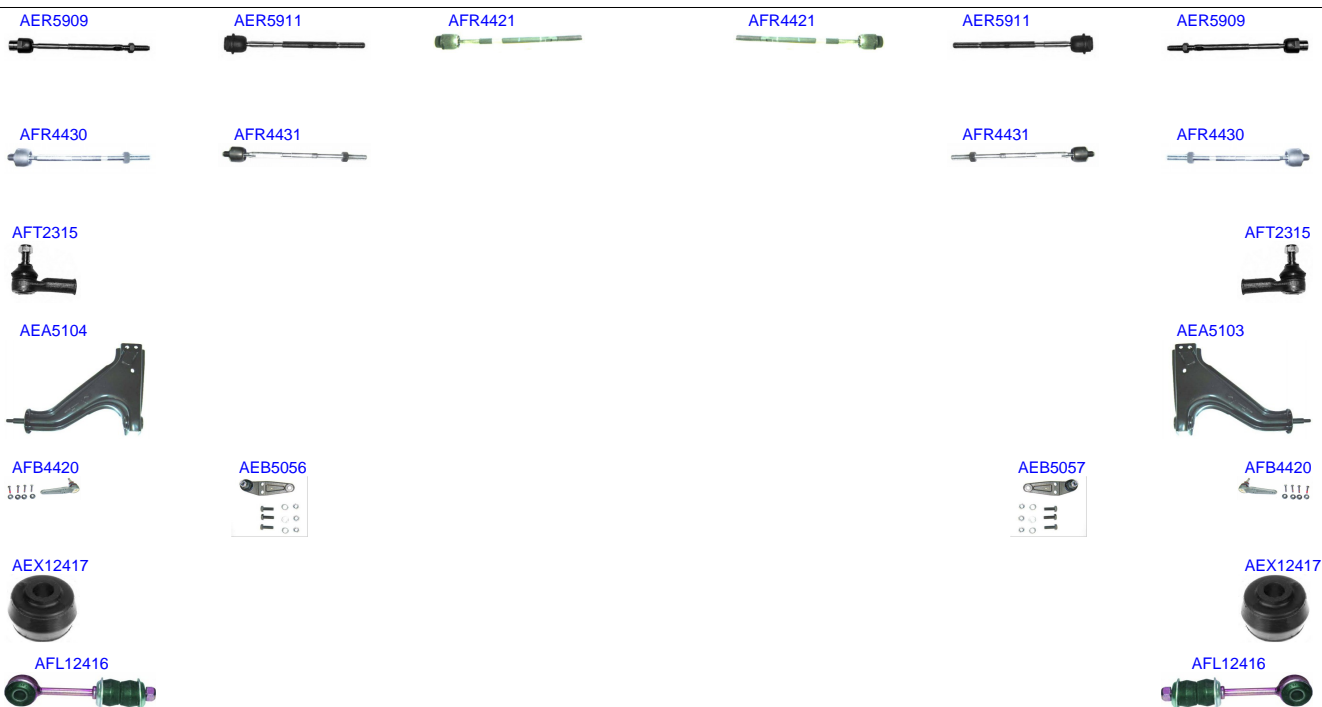 AER5909 AER5911 AFR4421 AFR4421 AER5911 AER5909
AFR4430 AFR4431 AFR4431 AFR4430
AFT2315 AFT2315
AEA5104 AEA5103
AFB4420 AEB5056 AEB5057 AFB4420
AEX12417 AEX12417
AFL12416 AFL12416